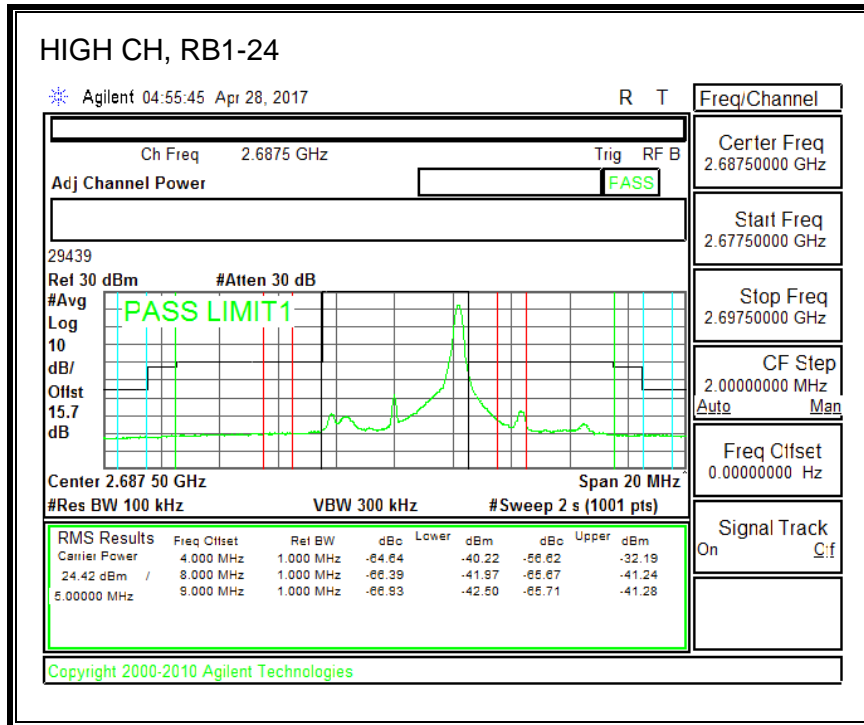 HIGH CH, RB1-24
Agilent 04:55:45 Apr 28, 2017 R T
Freq/Channel
Ch Freq 2.6875 GHz Trig RF B
Adj Channel Power PASS
Center Freq
2.68750000 GHz
Start Freq
2.67750000 GHz
29439
Ref 30 dBm #Atten 30 dB
#Avg
Log
10
dB/
Offst
15.7
dB
PASS LIMIT1
Stop Freq
2.69750000 GHz
CF Step
2.00000000 MHz
Auto Man
Freq Offset
0.00000000 Hz
Center 2.687 50 GHz Span 20 MHz
#Res BW 100 kHz VBW 300 kHz #Sweep 2 s (1001 pts)
Signal Track
On Off
RMS Results Freq Offset Ref BW dBc Lower dBm dBc Upper dBm
Carrier Power 4.000 MHz 1.000 MHz -64.64 -40.22 -56.62 -32.19
24.42 dBm / 8.000 MHz 1.000 MHz -66.39 -41.97 -65.67 -41.24
5.00000 MHz 9.000 MHz 1.000 MHz -66.93 -42.50 -65.71 -41.28
Copyright 2000-2010 Agilent Technologies